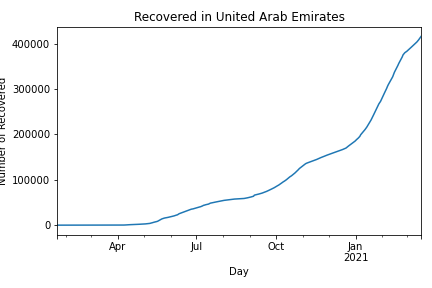 Recovered in United Arab Emirates
400000
300000
200000
100000
0
Number of Recovered
Apr
Jul
Oct
Jan
2021
Day